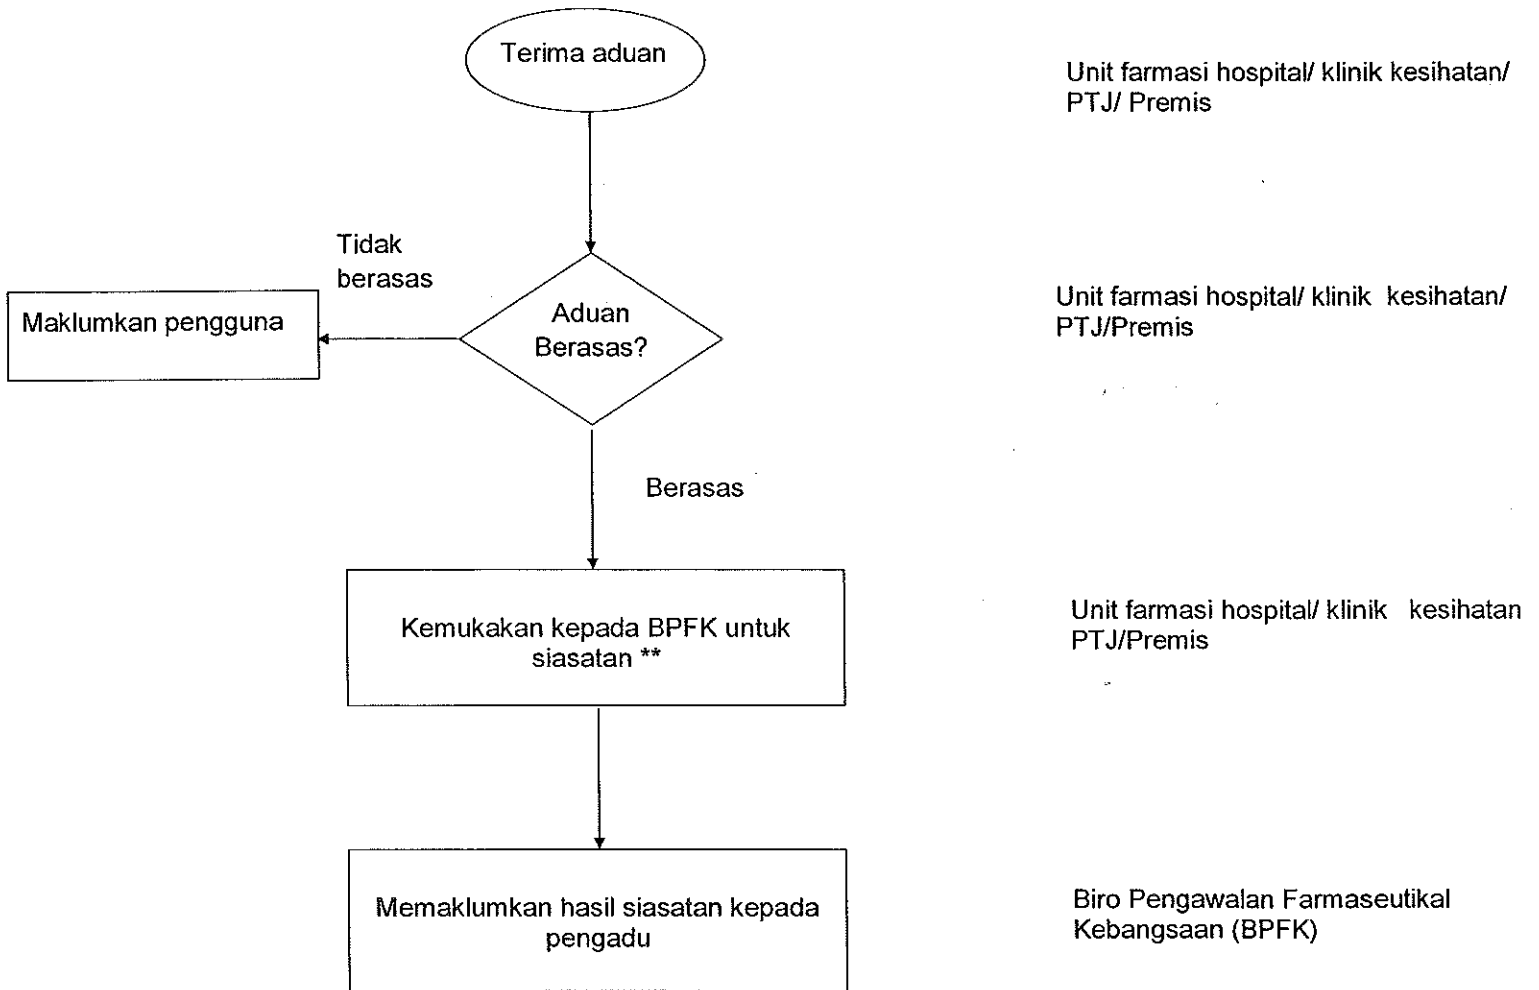 Terima aduan
Unit farmasi hospital/ klinik kesihatan/
PTJ/ Premis
Tidak
berasas
Maklumkan pengguna
Aduan
Berasas?
Unit farmasi hospital/ klinik kesihatan/
PTJ/Premis
Berasas
Kemukakan kepada BPFK untuk
siasatan **
Unit farmasi hospital/ klinik kesihatan
PTJ/Premis
Memaklumkan hasil siasatan kepada
pengadu
Biro Pengawalan Farmaseutikal
Kebangsaan (BPFK)